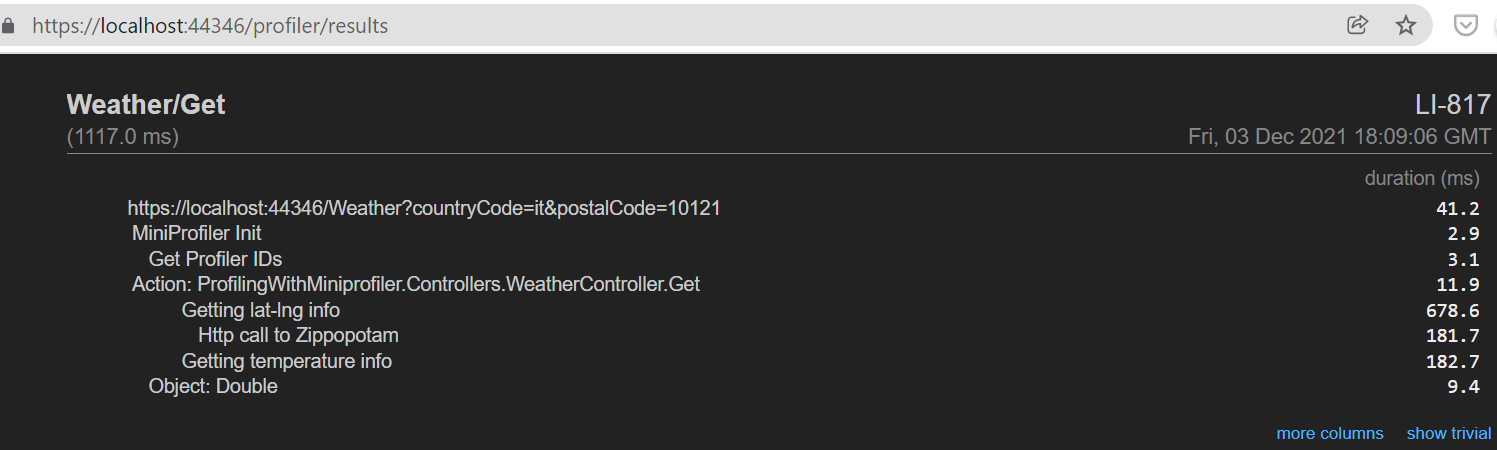 https://localhost:44346/profiler/results
Weather/Get LI-817
(1117.0 ms) Fri, 03 Dec 2021 18:09:06 GMT
duration (ms)
https://localhost:44346/Weather?countryCode=it&postalCode=10121 41.2
MiniProfiler Init 2.9
Get Profiler IDs 3.1
Action: ProfilingWithMiniprofiler.Controllers.WeatherController.Get 11.9
Getting lat-lng info 678.6
Http call to Zippopotam 181.7
Getting temperature info 182.7
Object: Double 9.4
more columns show trivial